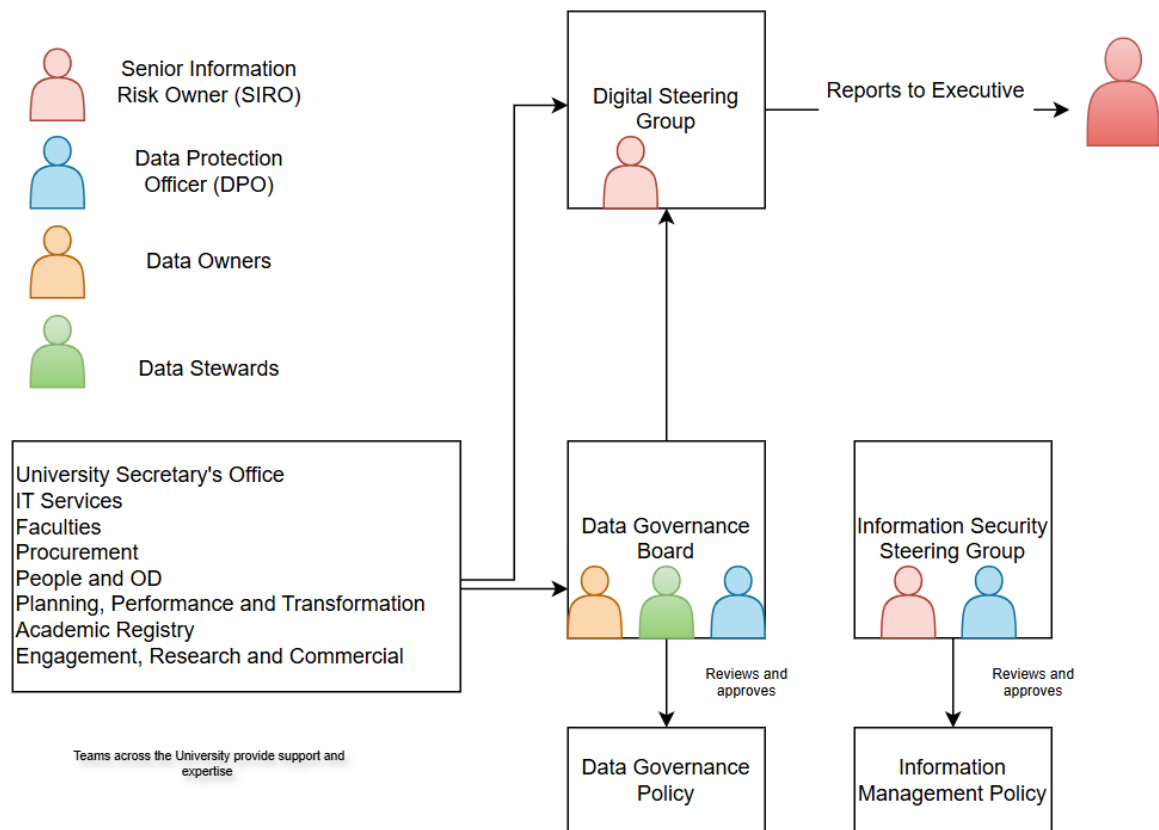 Senior Information
Risk Owner (SIRO)
Data Protection
Officer (DPO)
Data Owners
Data Stewards
Digital Steering
Group
Reports to Executive
University Secretary's Office
IT Services
Faculties
Procurement
People and OD
Planning, Performance and Transformation
Academic Registry
Engagement, Research and Commercial
Teams across the University provide support and
expertise
Data Governance
Board
Information Security
Steering Group
Reviews and
approves
Reviews and
approves
Data Governance
Policy
Information
Management Policy